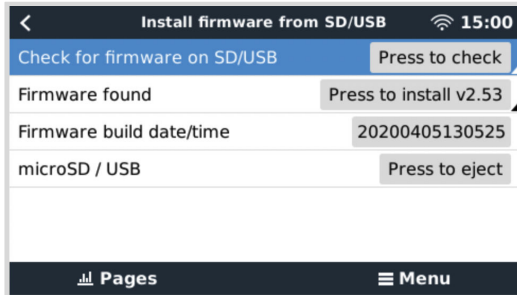 Install firmware from SD/USB 15:00
Check for firmware on SD/USB Press to check
Firmware found Press to install v2.53
Firmware build date/time 20200405130525
microSD / USB Press to eject
Pages Menu